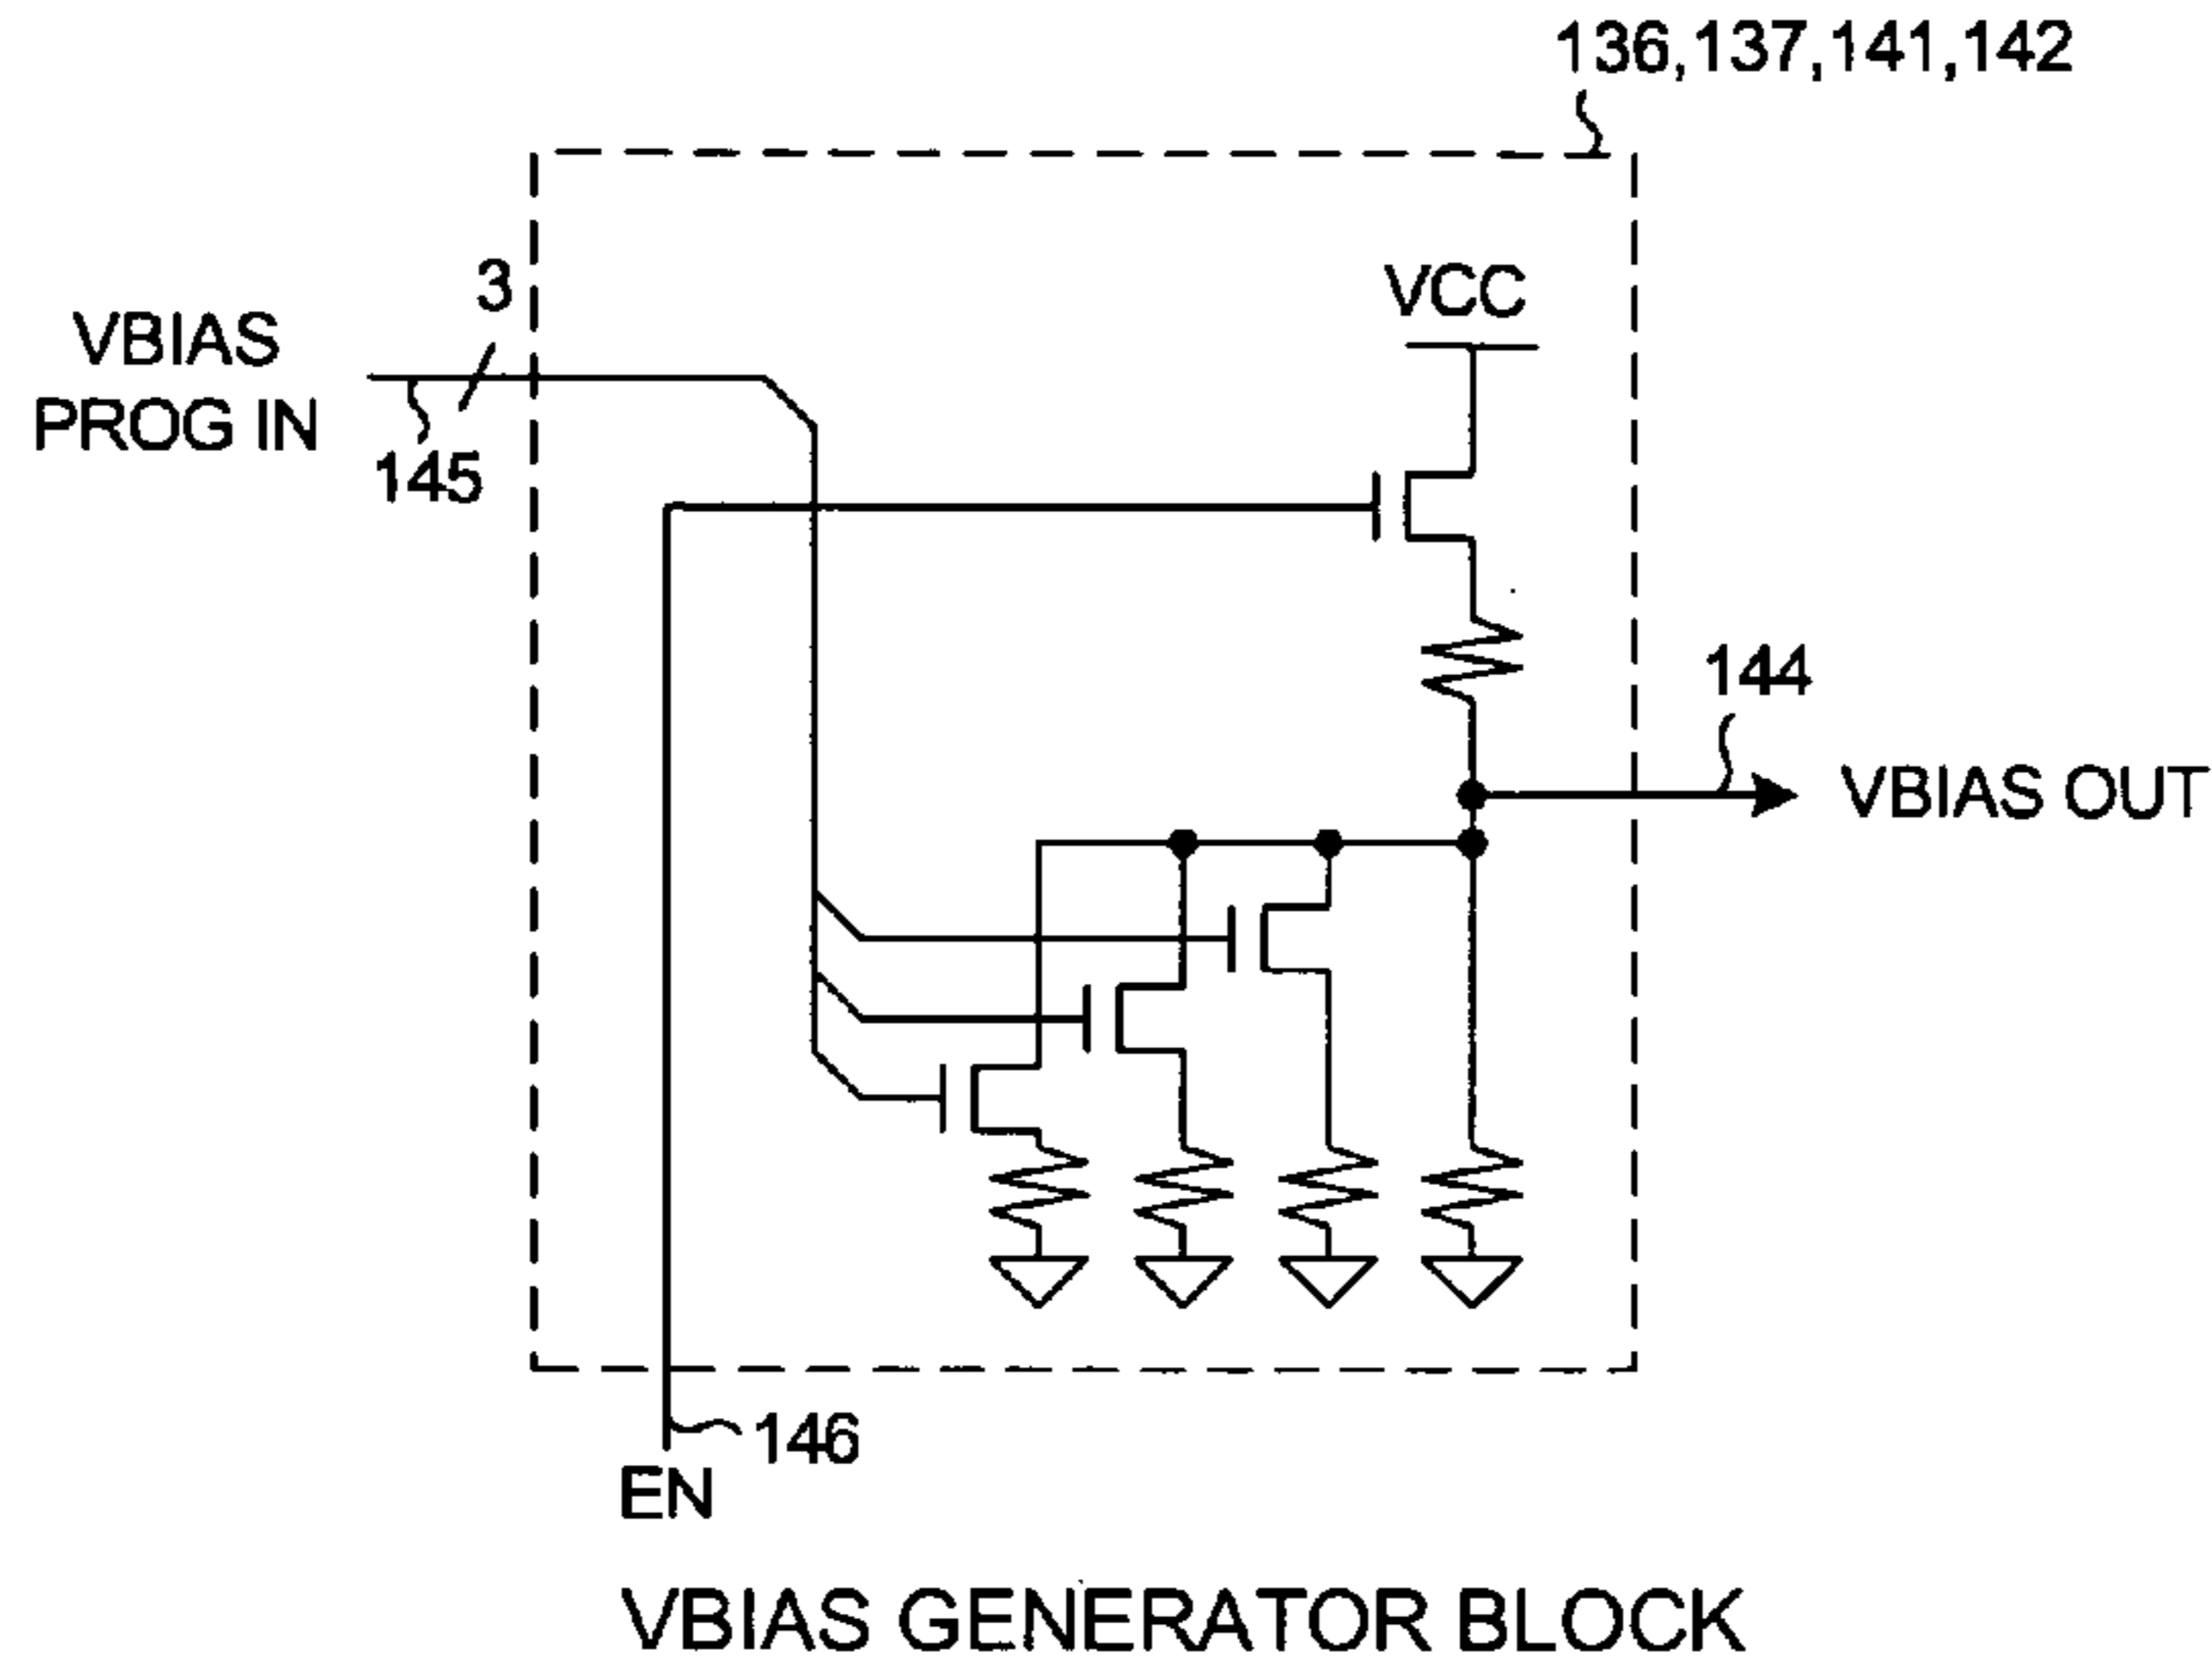 136,137,141,142
3
VCC
VBIAS
PROG IN
145
144
VBIAS OUT
146
EN
VBIAS GENERATOR BLOCK